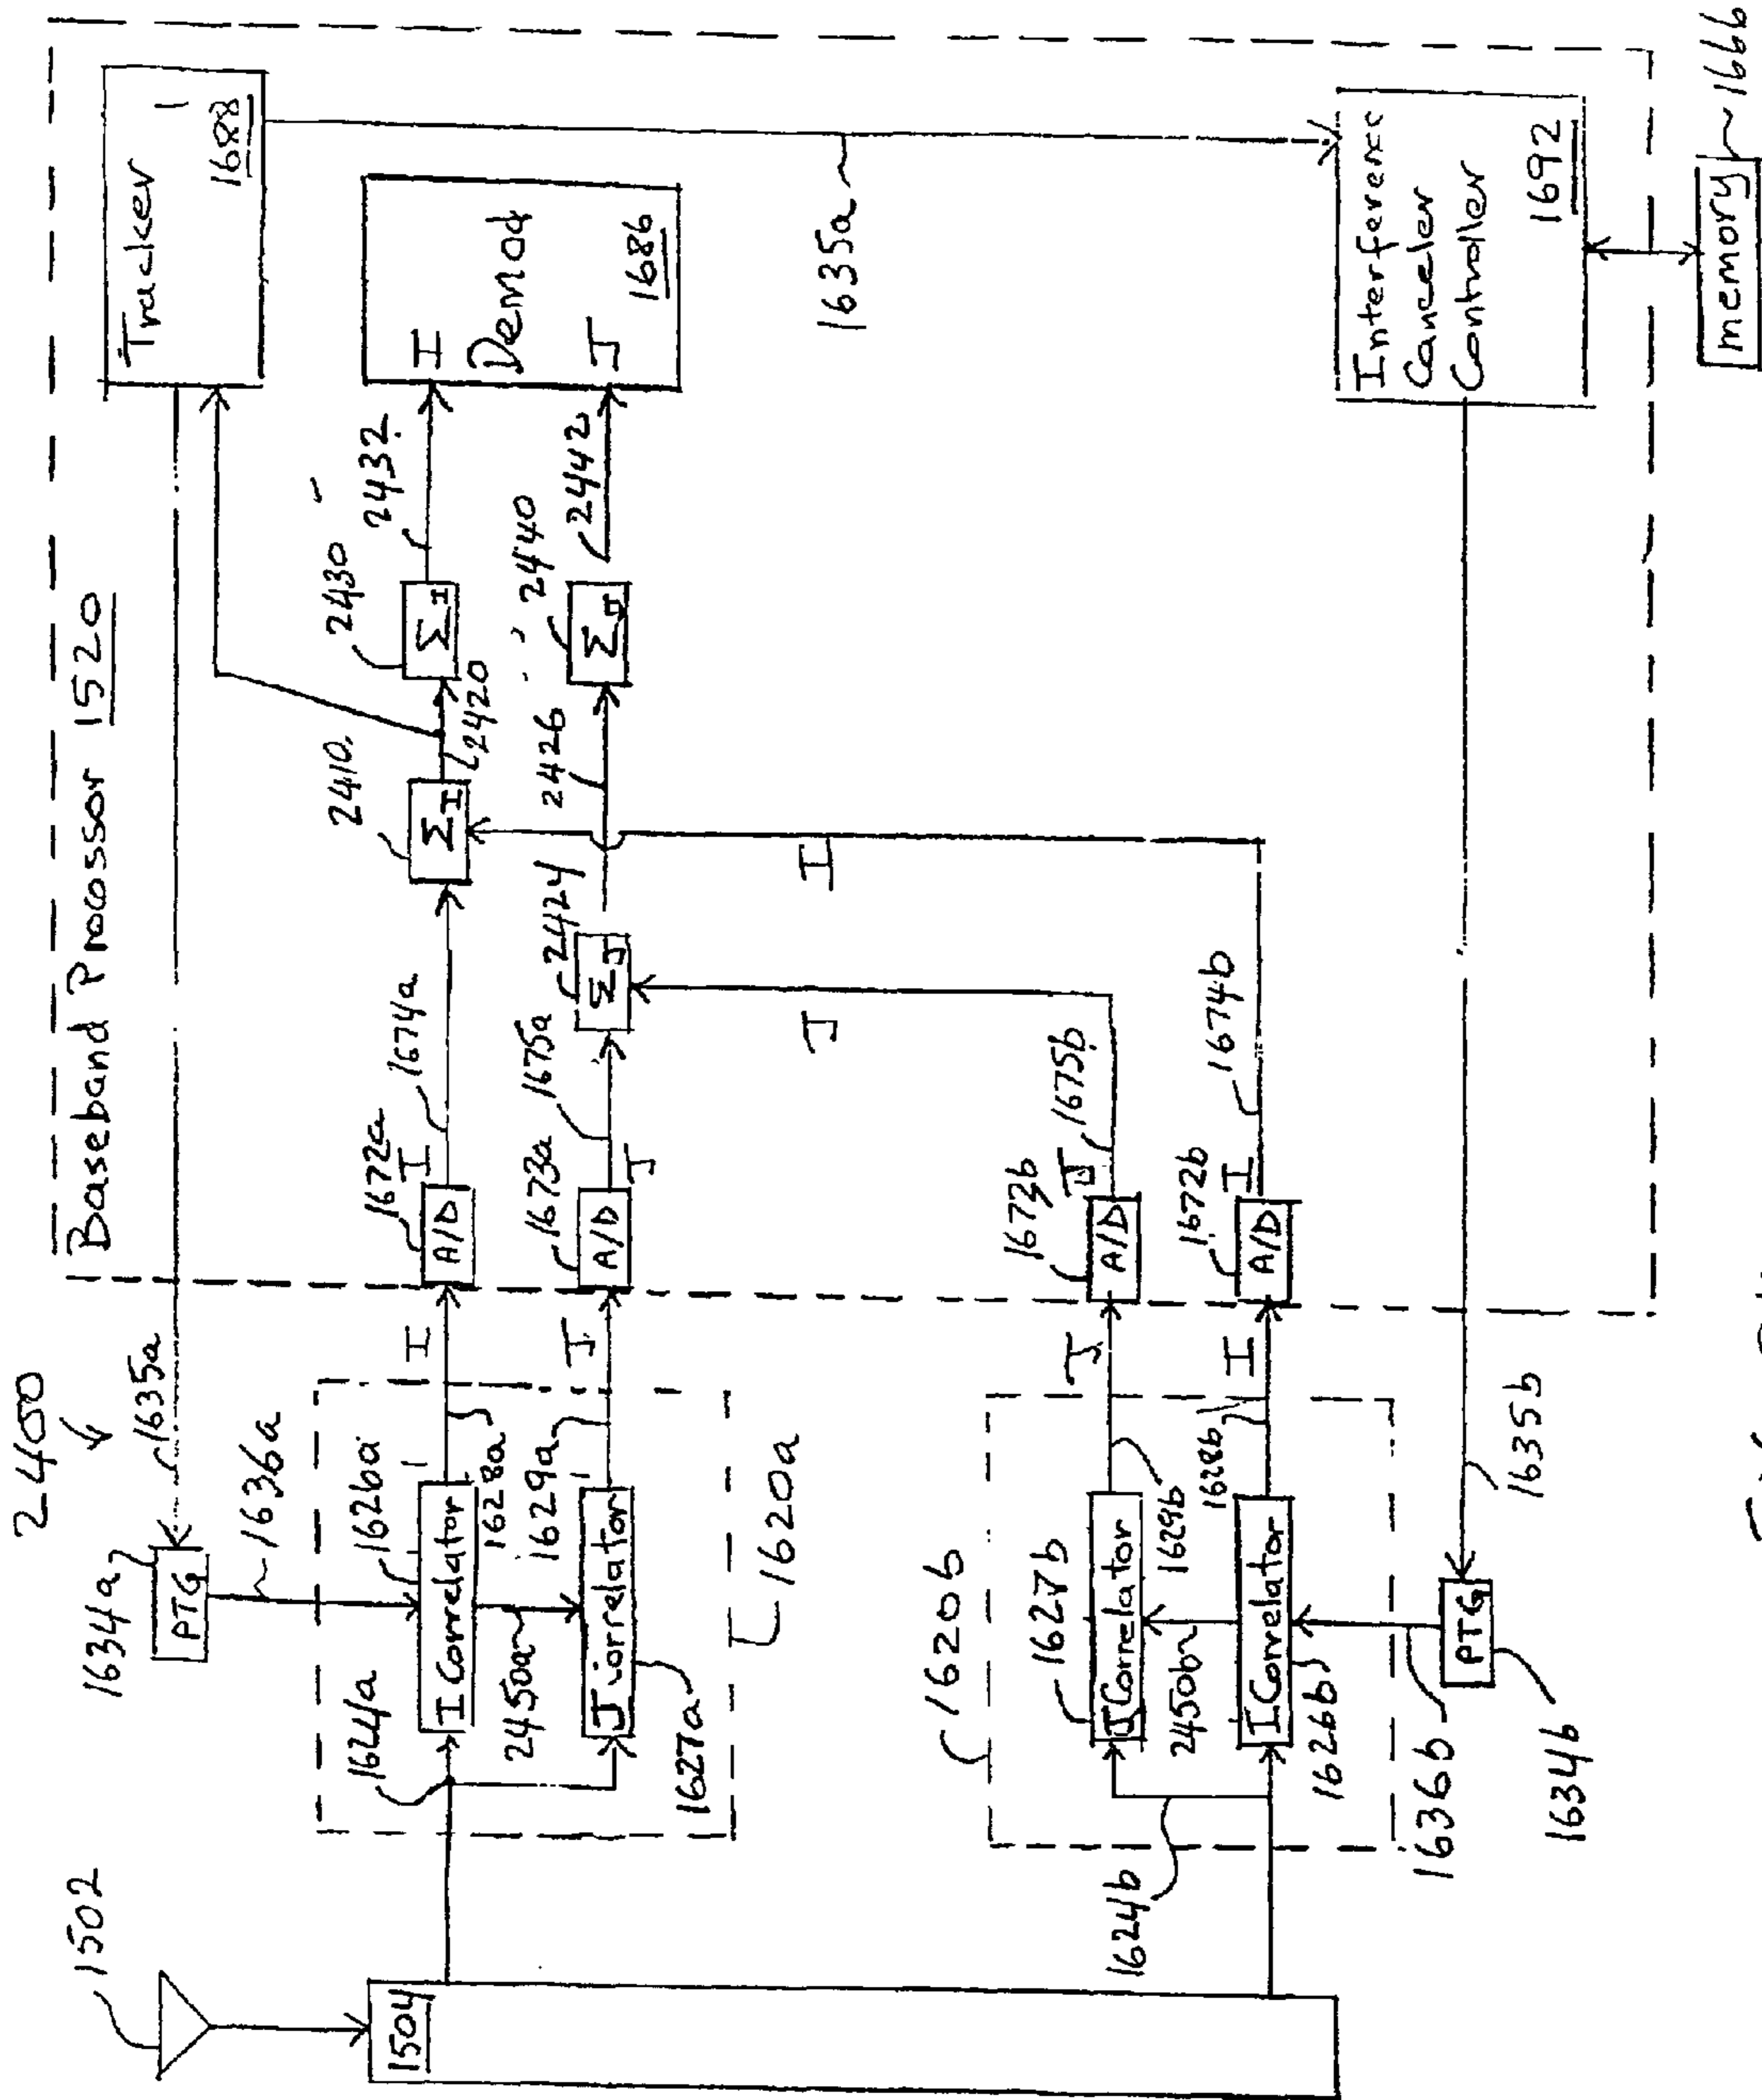 2400
1502
1504
Baseband Processor 1520
Tracker
1688
1635a
1634a
PTG
1636a
1624a
1626a
I Correlator
1628a
I
1672a
A/D
I
1674a
2410
Σ I
2420
2430
Σ I
2432
I
Demod
J
1686
2450a
J
1629a
1627a
1620a
J
1673a
A/D
J
1675a
2424
Σ J
2426
2440
Σ J
2442
1635a
J
I
1620b
1627b
J Correlator
1629b
J
1673b
A/D
J
1675b
1624b
2450b
1626b
I Correlator
1628b
I
1672b
A/D
I
1674b
1636b
PTG
1634b
1635b
Interference
Canceler
Controller
1692
memory
1666